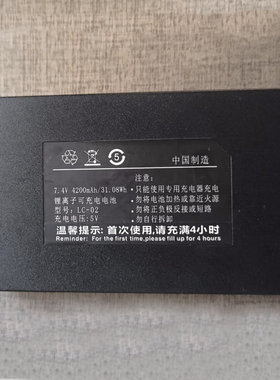 5
中国制造
注意:
7.4V 4200mAh/31.08Wh
锂离子可充电电池
型号:LC-02
充电电压:5V
·只能使用专用充电器充电
·勿将电池加热或靠近火源
·勿将正负极反接或短路
·勿自行拆卸
温馨提示:首次使用,请充满4小时
Reminder: For the first time,please for 4 hours